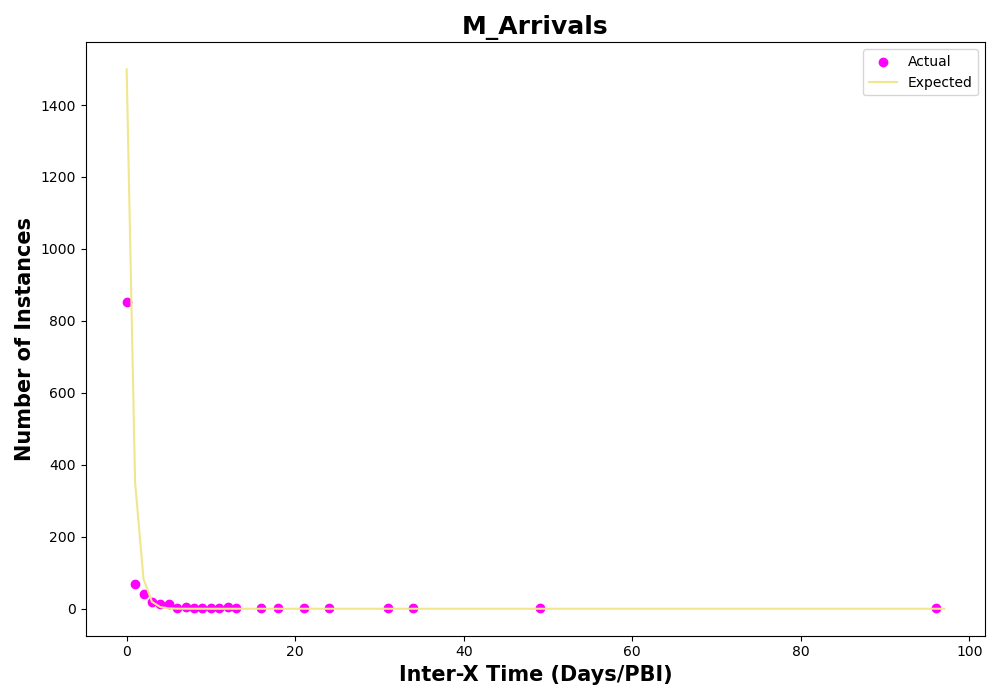 M_Arrivals
Actual
Expected
Number of Instances
1400
1200
1000
800
600
400
200
0
0 20 40 60 80 100
Inter-X Time (Days/PBI)